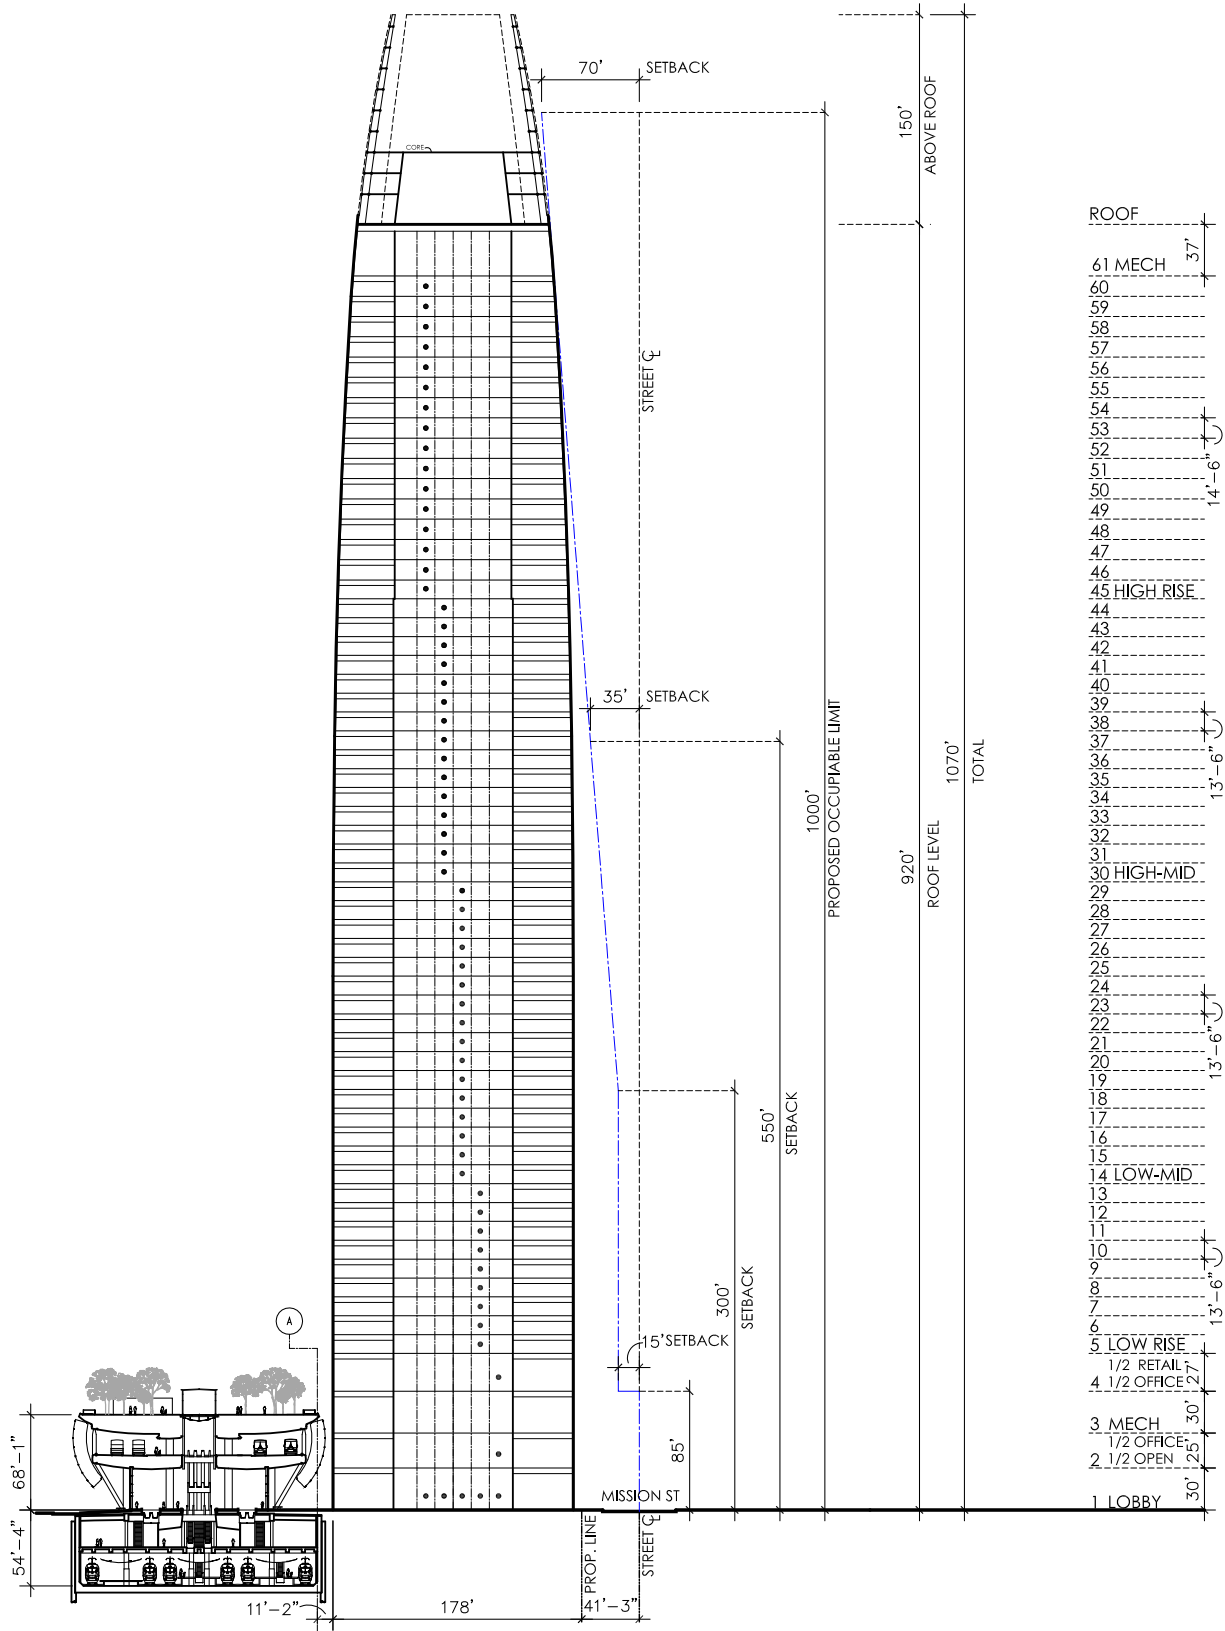 70' SETBACK
150'
ABOVE ROOF
CORE
ROOF
37'
61 MECH
60
59
58
57
56
55
54
53
52
51
50
49
48
47
46
45 HIGH RISE
44
43
42
41
40
39
38
37
36
35
34
33
32
31
30 HIGH-MID
29
28
27
26
25
24
23
22
21
20
19
18
17
16
15
14 LOW-MID
13
12
11
10
9
8
7
6
5 LOW RISE
1/2 RETAIL
4 1/2 OFFICE
27'
30'
3 MECH
1/2 OFFICE
2 1/2 OPEN
25'
1 LOBBY
30'
14'-6"
13'-6"
13'-6"
13'-6"
STREET CL
35' SETBACK
1000'
PROPOSED OCCUPIABLE LIMIT
920'
ROOF LEVEL
1070'
TOTAL
550'
SETBACK
300'
SETBACK
15' SETBACK
85'
A
MISSION ST
68'-1"
54'-4"
PROP. LINE
STREET CL
11'-2"
178'
41'-3"